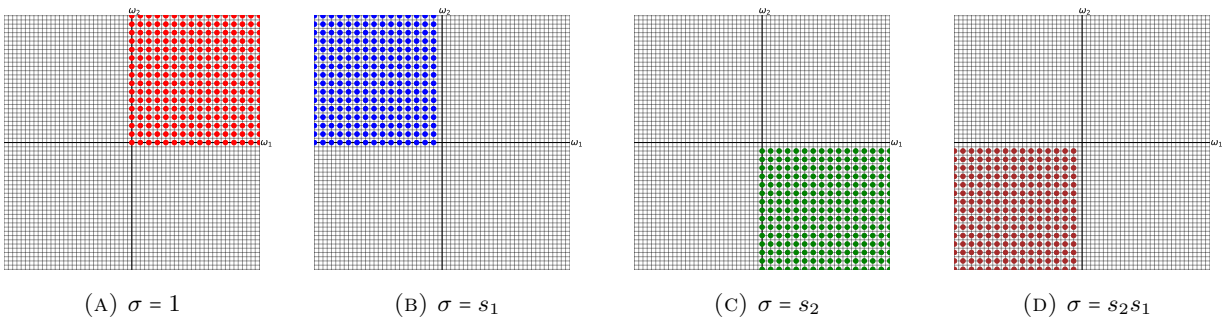 ω₂ ω₂ ω₂ ω₂
ω₁ ω₁ ω₁ ω₁
(A) σ = 1 (B) σ = s₁ (C) σ = s₂ (D) σ = s₂s₁